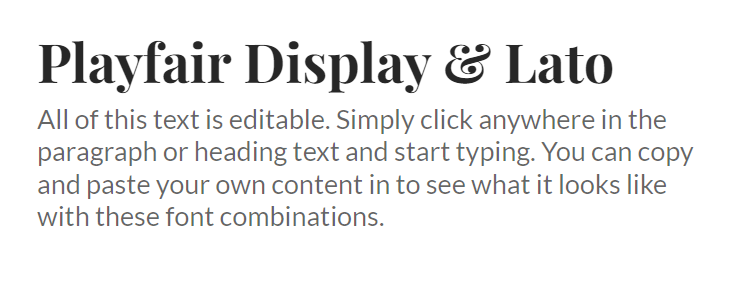 Playfair Display & Lato
All of this text is editable. Simply click anywhere in the
paragraph or heading text and start typing. You can copy
and paste your own content in to see what it looks like
with these font combinations.